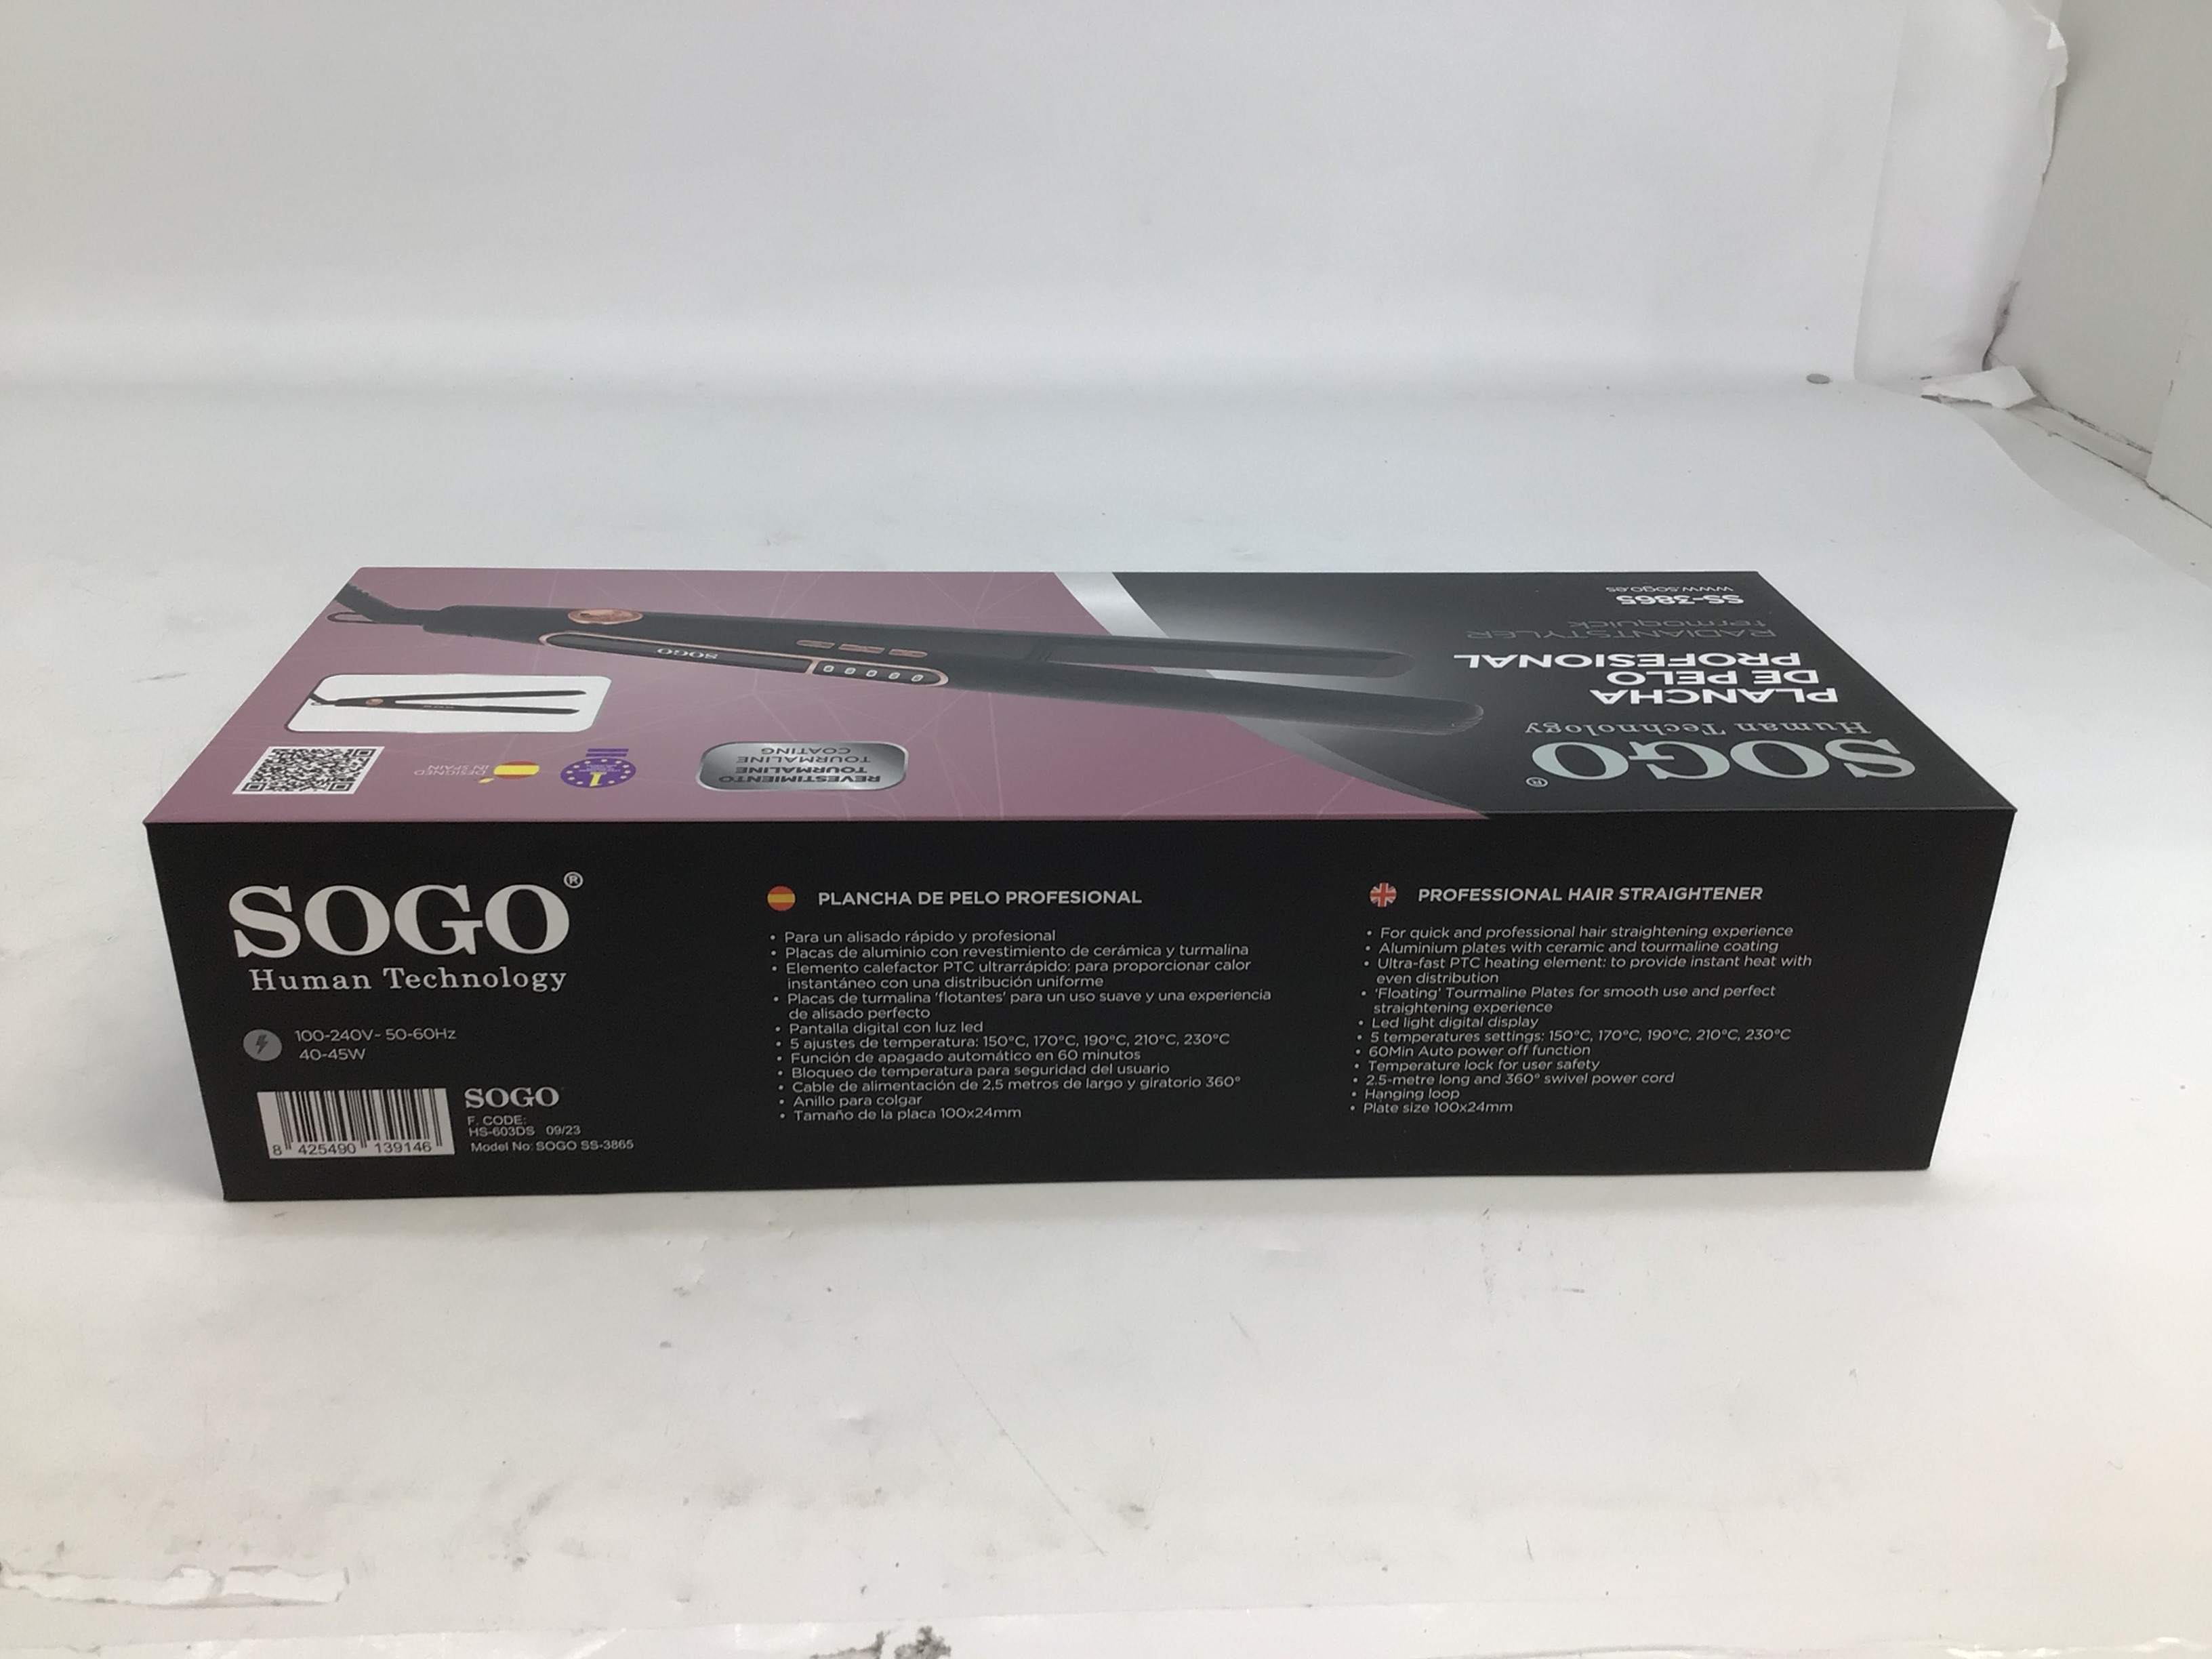 www.sogo.es
SS-3865
termoquick
RADIANTSTYLER
PLANCHA
DE PELO
PROFESIONAL
SOGO®
Human Technology
SOGO
REVESTIMIENTO
TOURMALINE
TOURMALINE
COATING
DESIGNED
IN SPAIN
SOGO®
Human Technology
100-240V~ 50-60Hz
40-45W
8 425490 139146
SOGO
F. CODE:
HS-603DS 09/23
Model No: SOGO SS-3865
PLANCHA DE PELO PROFESIONAL
• Para un alisado rápido y profesional
• Placas de aluminio con revestimiento de cerámica y turmalina
• Elemento calefactor PTC ultrarrápido: para proporcionar calor
instantáneo con una distribución uniforme
• Placas de turmalina 'flotantes' para un uso suave y una experiencia
de alisado perfecto
• Pantalla digital con luz led
• 5 ajustes de temperatura: 150°C, 170°C, 190°C, 210°C, 230°C
• Función de apagado automático en 60 minutos
• Bloqueo de temperatura para seguridad del usuario
• Cable de alimentación de 2,5 metros de largo y giratorio 360°
• Anillo para colgar
• Tamaño de la placa 100x24mm
PROFESSIONAL HAIR STRAIGHTENER
• For quick and professional hair straightening experience
• Aluminium plates with ceramic and tourmaline coating
• Ultra-fast PTC heating element: to provide instant heat with
even distribution
• 'Floating' Tourmaline Plates for smooth use and perfect
straightening experience
• Led light digital display
• 5 temperatures settings: 150°C, 170°C, 190°C, 210°C, 230°C
• 60Min Auto power off function
• Temperature lock for user safety
• 2.5-metre long and 360° swivel power cord
• Hanging loop
• Plate size 100x24mm